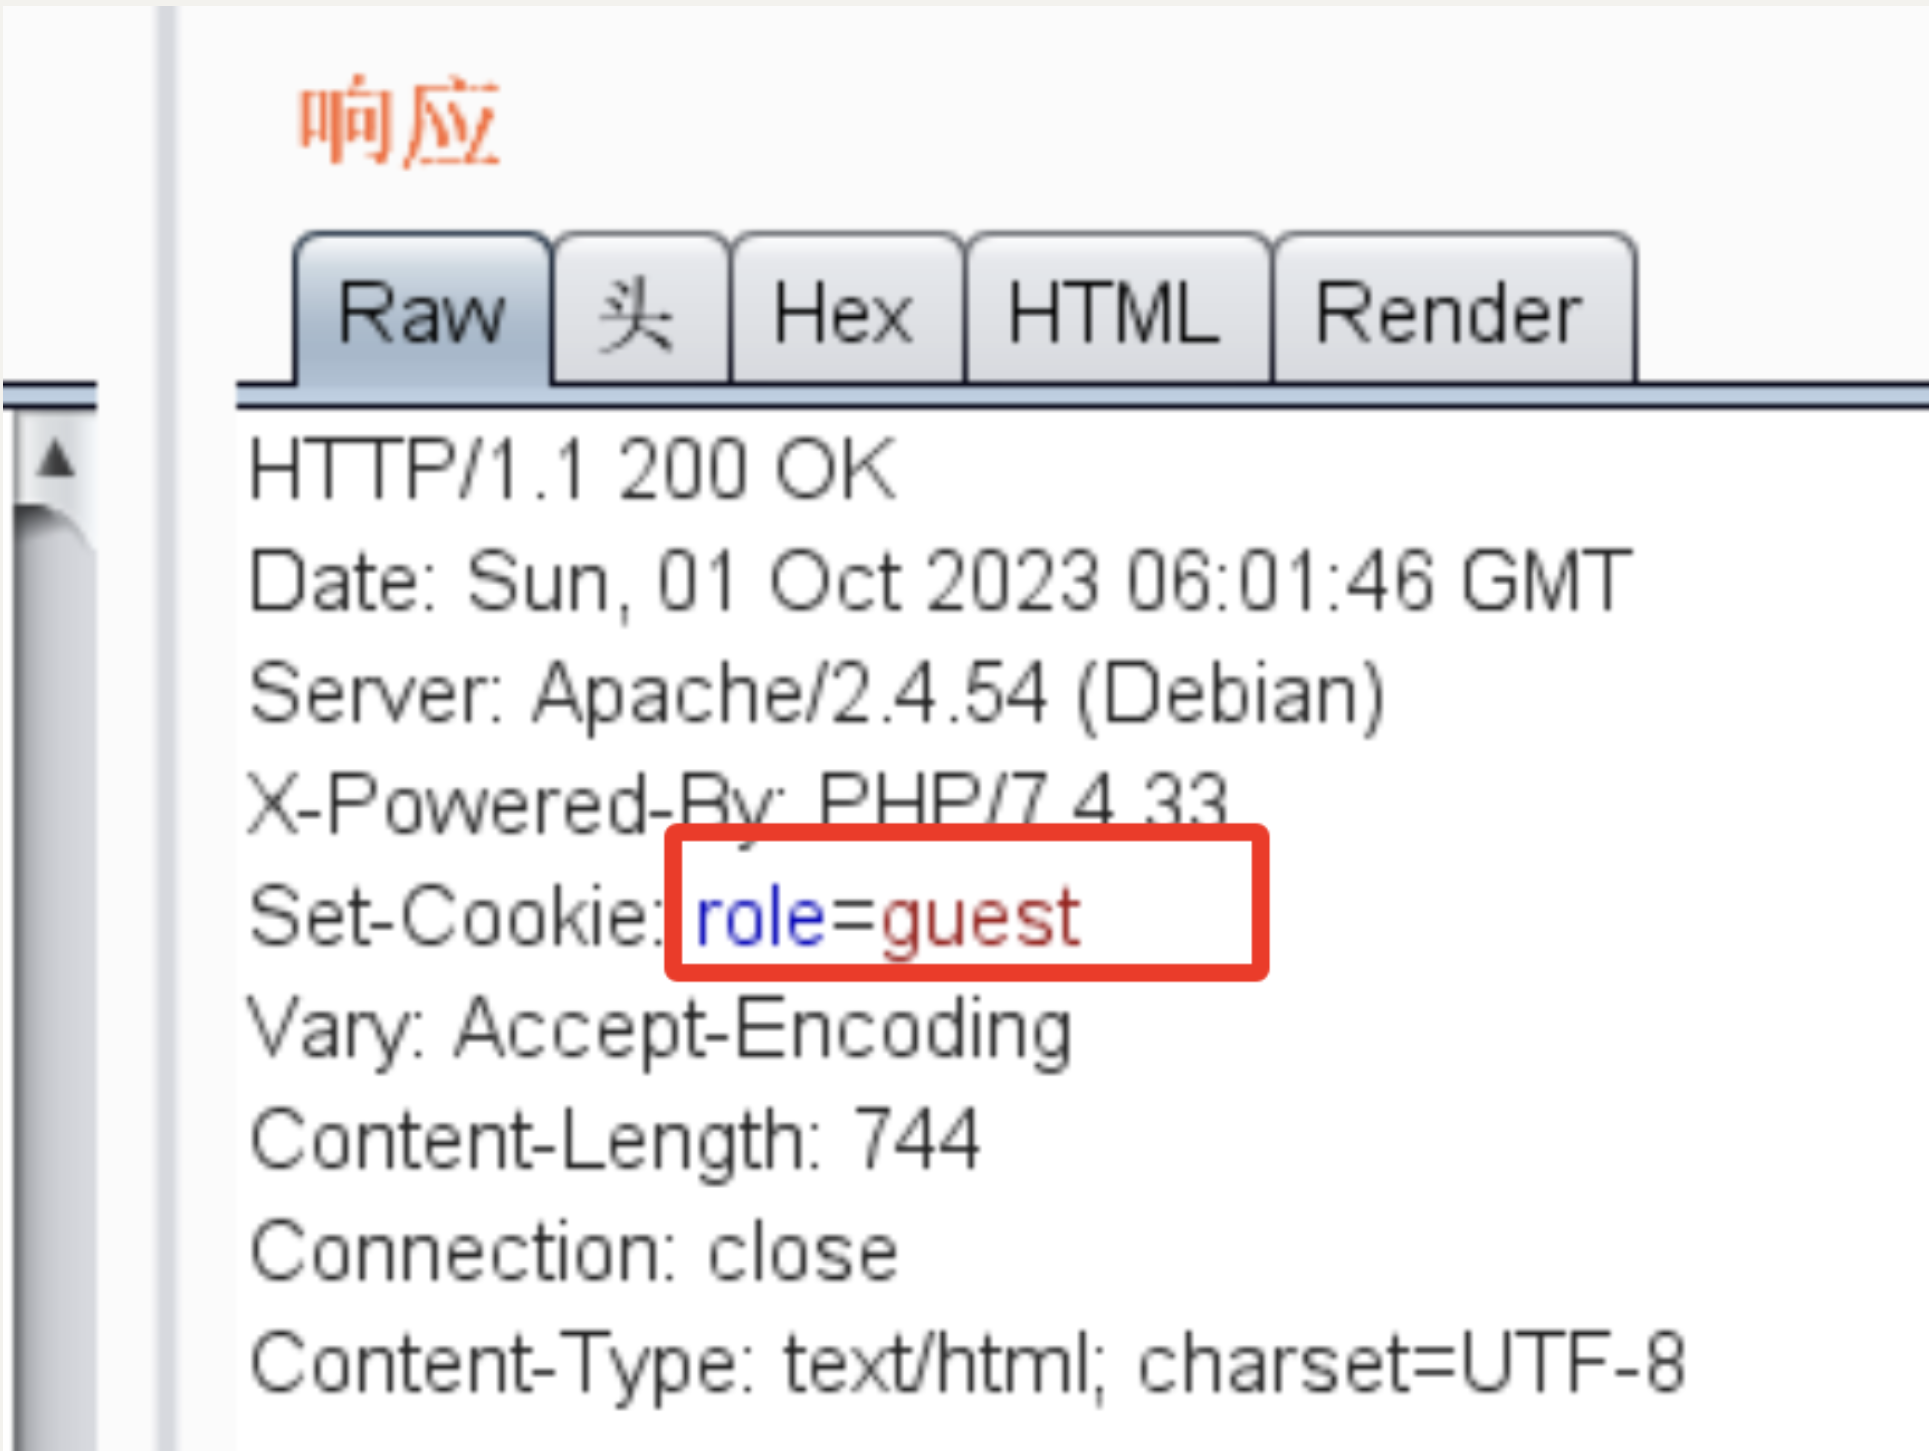 响应
Raw 头 Hex HTML Render
HTTP/1.1 200 OK
Date: Sun, 01 Oct 2023 06:01:46 GMT
Server: Apache/2.4.54 (Debian)
X-Powered-By: PHP/7.4.33
Set-Cookie: role=guest
Vary: Accept-Encoding
Content-Length: 744
Connection: close
Content-Type: text/html; charset=UTF-8